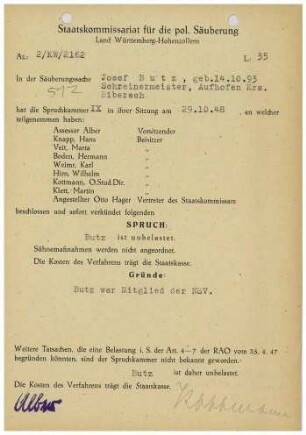 Staatskommissariat für die pol. Säuberung
Land Württemberg-Hohenzollern
Az: 2/KW/2162 L: 55
In der Säuberungssache Josef Butz, geb.14.10.93
Schreinermeister, Aufhofen Krs.
Biberach
592
hat die Spruchkammer IX in ihrer Sitzung am 29.10.48 , an welcher
teilgenommen haben:
Assessor Alber Vorsitzender
Knapp, Hans Beisitzer
Veit, Maria
Boden, Hermann
Weimr, Karl
Hirn, Wilhelm
Kottmann, O.Stud.Dir.
Klett, Martin
Angestellter Otto Hager Vertreter des Staatskommissars
beschlossen und sofort verkündet folgenden
SPRUCH:
Butz ist unbelastet.
Sühnemaßnahmen werden nicht angeordnet.
Die Kosten des Verfahrens trägt die Staatskasse.
Gründe:
Butz war Mitglied der NSV.
Weitere Tatsachen, die eine Belastung i. S. der Art. 4–7 der RAO vom 25. 4. 47
begründen könnten, sind der Spruchkammer nicht bekannt geworden.
Butz ist daher unbelastet.
Die Kosten des Verfahrens trägt die Staatskasse.
Alber Kottmann